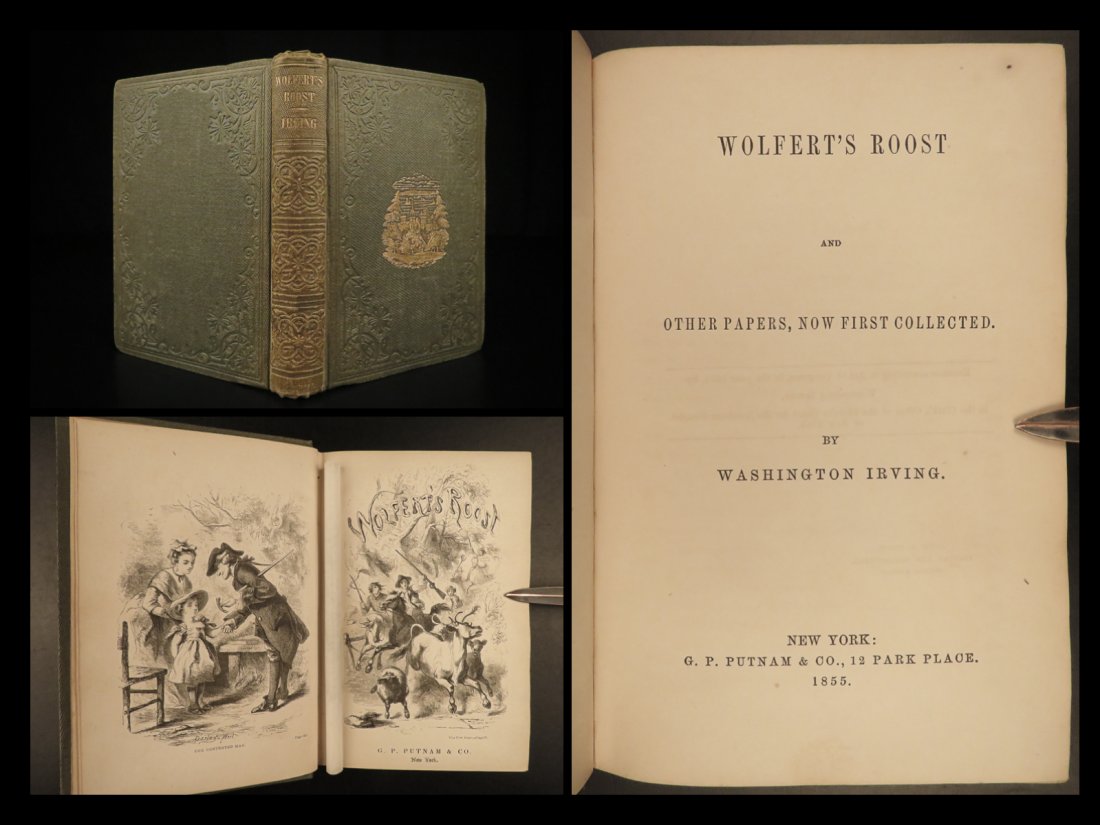 WOLFERT'S
ROOST
IRVING
WOLFERT'S ROOST
G. P. PUTNAM & CO.
New York.
WOLFERT'S ROOST
AND
OTHER PAPERS, NOW FIRST COLLECTED.
BY
WASHINGTON IRVING.
NEW YORK:
G. P. PUTNAM & CO., 12 PARK PLACE.
1855.